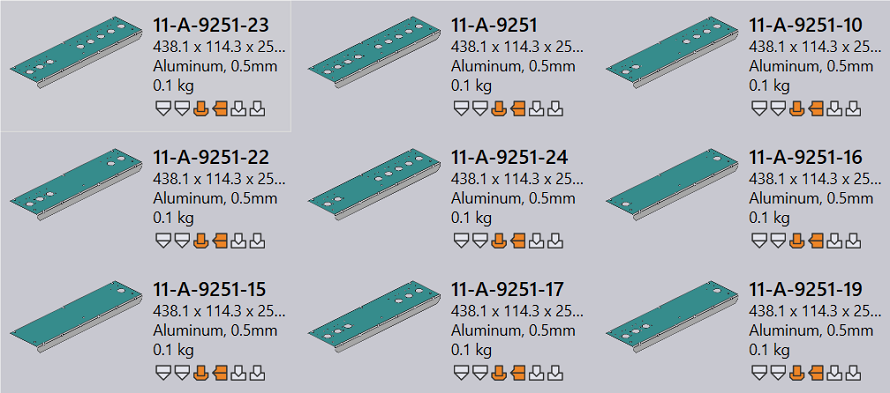 11-A-9251-23
438.1 x 114.3 x 25...
Aluminum, 0.5mm
0.1 kg
11-A-9251
438.1 x 114.3 x 25...
Aluminum, 0.5mm
0.1 kg
11-A-9251-10
438.1 x 114.3 x 25...
Aluminum, 0.5mm
0.1 kg
11-A-9251-22
438.1 x 114.3 x 25...
Aluminum, 0.5mm
0.1 kg
11-A-9251-24
438.1 x 114.3 x 25...
Aluminum, 0.5mm
0.1 kg
11-A-9251-16
438.1 x 114.3 x 25...
Aluminum, 0.5mm
0.1 kg
11-A-9251-15
438.1 x 114.3 x 25...
Aluminum, 0.5mm
0.1 kg
11-A-9251-17
438.1 x 114.3 x 25...
Aluminum, 0.5mm
0.1 kg
11-A-9251-19
438.1 x 114.3 x 25...
Aluminum, 0.5mm
0.1 kg